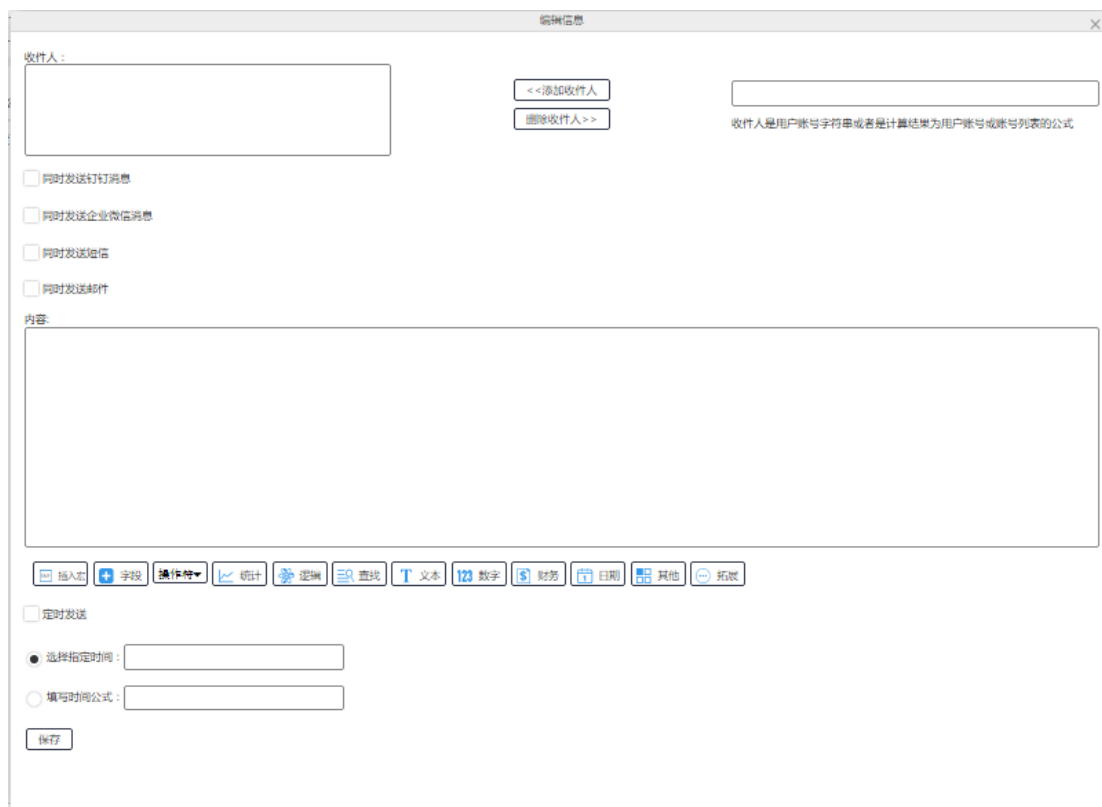 编辑信息
收件人：
<<添加收件人
删除收件人>>
收件人是用户账号字符串或者是计算结果为用户账号或账号列表的公式
同时发送钉钉消息
同时发送企业微信消息
同时发送短信
同时发送邮件
内容:
插入宏 字段 操作符 统计 逻辑 查找 文本 123 数字 财务 日期 其他 拓展
定时发送
选择指定时间：
填写时间公式：
保存